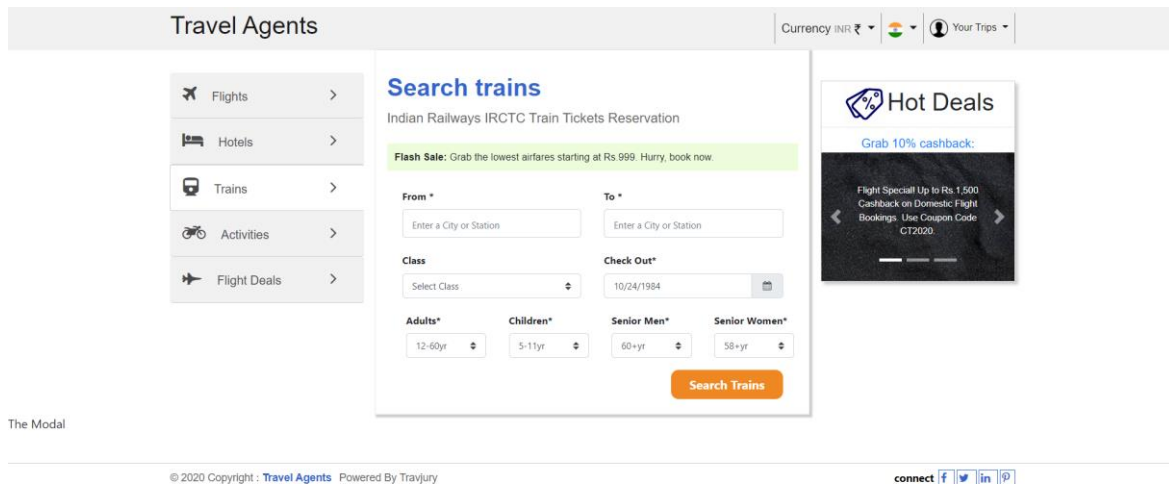 Travel Agents
Currency INR ₹
Your Trips
Flights
Hotels
Trains
Activities
Flight Deals
Search trains
Indian Railways IRCTC Train Tickets Reservation
Flash Sale: Grab the lowest airfares starting at Rs.999. Hurry, book now.
From * To *
Enter a City or Station Enter a City or Station
Class Check Out*
Select Class 10/24/1984
Adults* Children* Senior Men* Senior Women*
12-60yr 5-11yr 60+yr 58+yr
Search Trains
Hot Deals
Grab 10% cashback:
Flight Special! Up to Rs.1,500
Cashback on Domestic Flight
Bookings. Use Coupon Code
CT2020.
The Modal
© 2020 Copyright : Travel Agents Powered By Travjury
connect